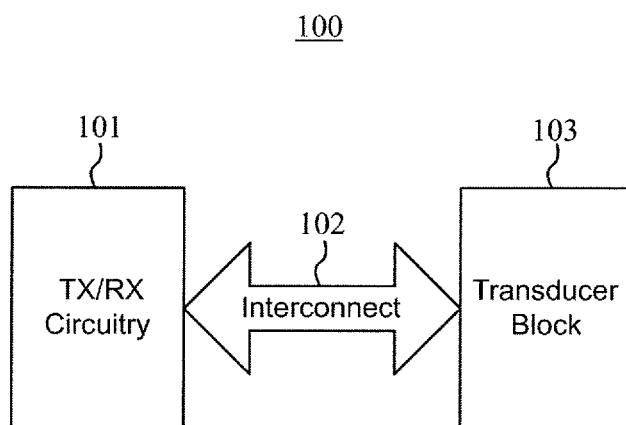 100
101
103
102
TX/RX
Circuitry
Interconnect
Transducer
Block